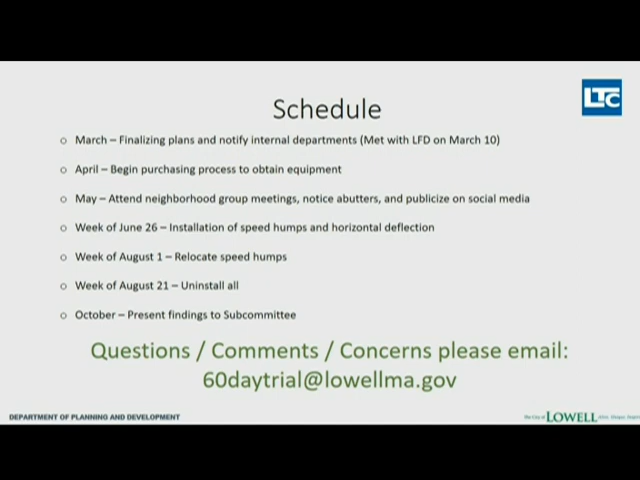 LTC
Schedule
March – Finalizing plans and notify internal departments (Met with LFD on March 10)
April – Begin purchasing process to obtain equipment
May – Attend neighborhood group meetings, notice abutters, and publicize on social media
Week of June 26 – Installation of speed humps and horizontal deflection
Week of August 1 – Relocate speed humps
Week of August 21 – Uninstall all
October – Present findings to Subcommittee
Questions / Comments / Concerns please email:
60daytrial@lowellma.gov
DEPARTMENT OF PLANNING AND DEVELOPMENT
The City of LOWELL